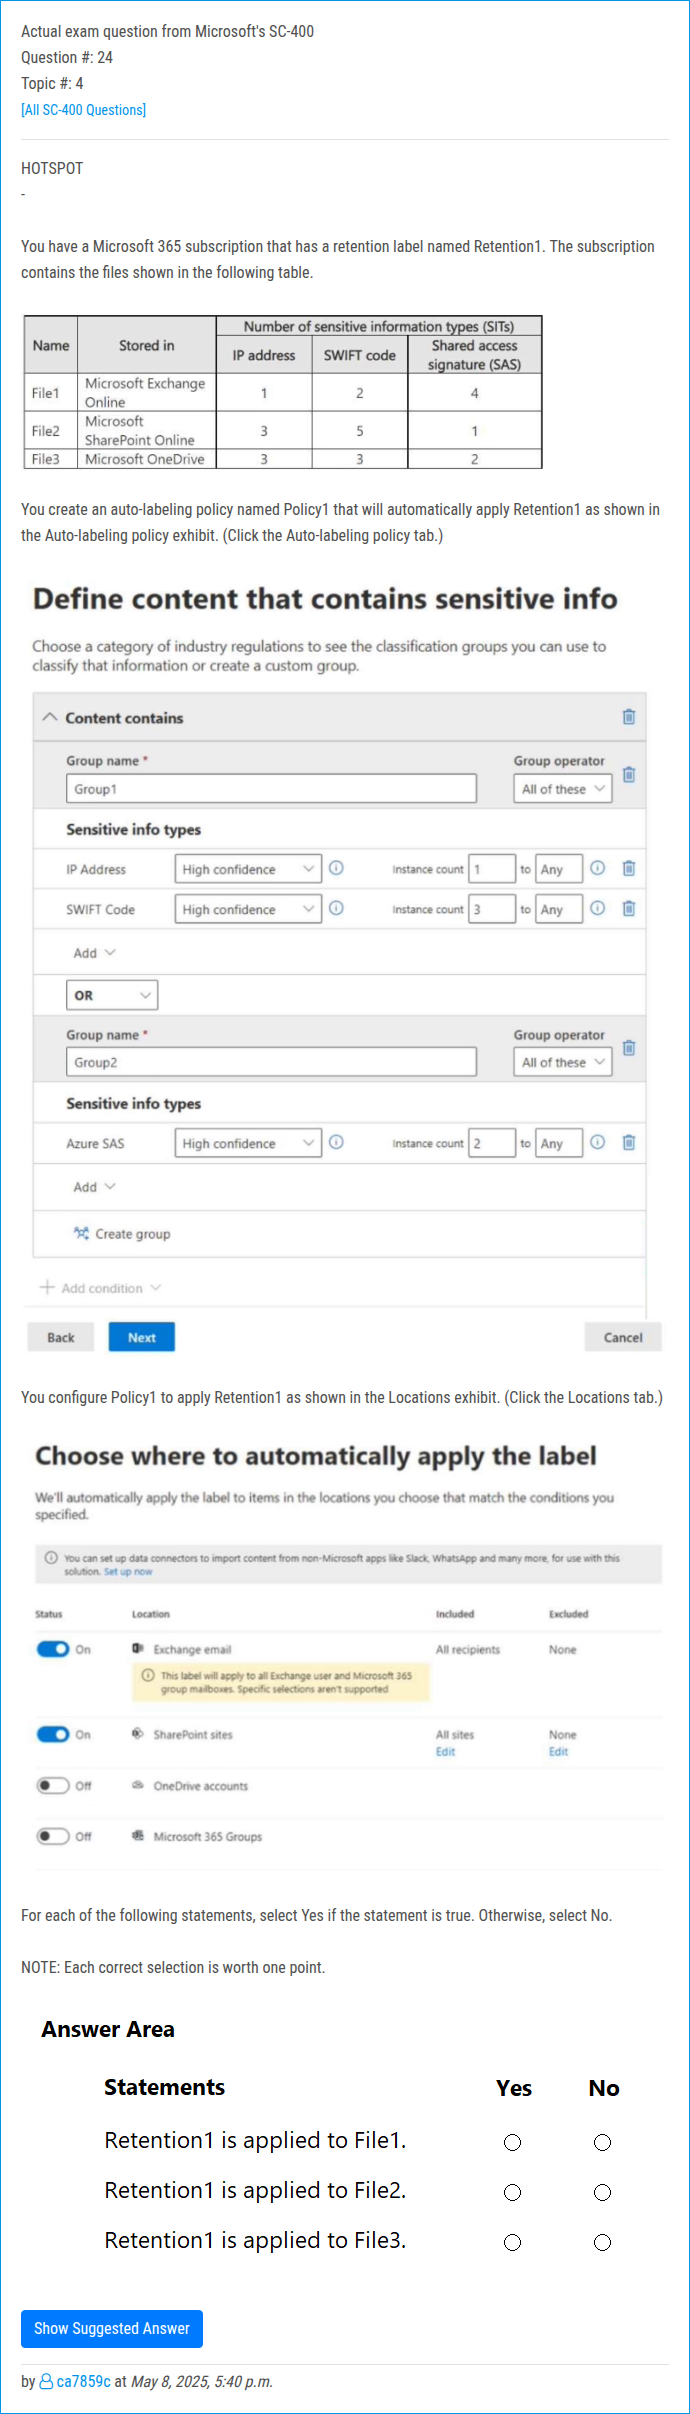 Actual exam question from Microsoft's SC-400
Question #: 24
Topic #: 4
[All SC-400 Questions]
HOTSPOT
-
You have a Microsoft 365 subscription that has a retention label named Retention1. The subscription
contains the files shown in the following table.
Name Stored in Number of sensitive information types (SITs)
IP address SWIFT code Shared access
signature (SAS)
File1 Microsoft Exchange
Online 1 2 4
File2 Microsoft
SharePoint Online 3 5 1
File3 Microsoft OneDrive 3 3 2
You create an auto-labeling policy named Policy1 that will automatically apply Retention1 as shown in
the Auto-labeling policy exhibit. (Click the Auto-labeling policy tab.)
Define content that contains sensitive info
Choose a category of industry regulations to see the classification groups you can use to
classify that information or create a custom group.
Content contains
Group name * Group operator
Group1 All of these
Sensitive info types
IP Address High confidence Instance count 1 to Any
SWIFT Code High confidence Instance count 3 to Any
Add
OR
Group name * Group operator
Group2 All of these
Sensitive info types
Azure SAS High confidence Instance count 2 to Any
Add
Create group
Add condition
Back Next Cancel
You configure Policy1 to apply Retention1 as shown in the Locations exhibit. (Click the Locations tab.)
Choose where to automatically apply the label
We'll automatically apply the label to items in the locations you choose that match the conditions you
specified.
You can set up data connectors to import content from non-Microsoft apps like Slack, WhatsApp and many more, for use with this
solution. Set up now
Status Location Included Excluded
On Exchange email All recipients None
This label will apply to all Exchange user and Microsoft 365
group mailboxes. Specific selections aren't supported
On SharePoint sites All sites None
Edit Edit
Off OneDrive accounts
Off Microsoft 365 Groups
For each of the following statements, select Yes if the statement is true. Otherwise, select No.
NOTE: Each correct selection is worth one point.
Answer Area
Statements Yes No
Retention1 is applied to File1.
Retention1 is applied to File2.
Retention1 is applied to File3.
Show Suggested Answer
by ca7859c at May 8, 2025, 5:40 p.m.